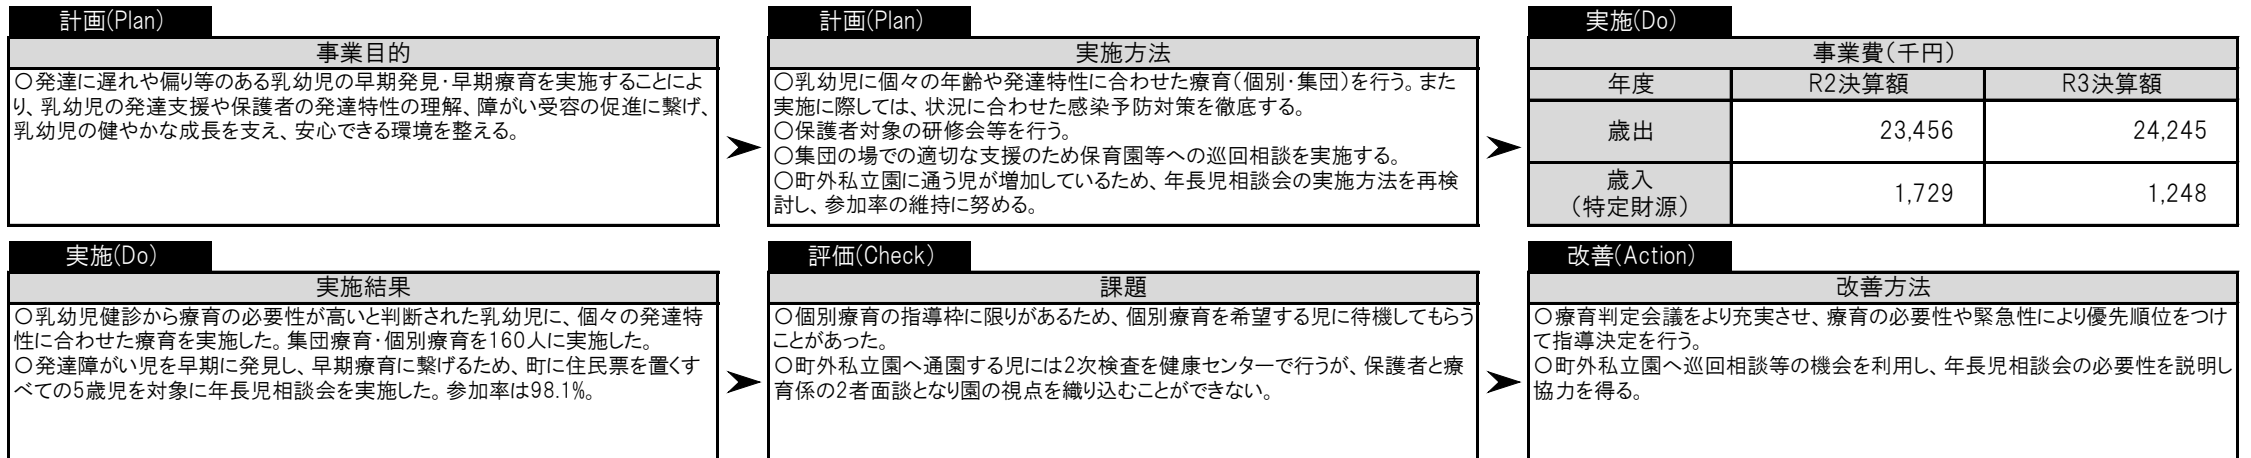 計画(Plan)
事業目的
○発達に遅れや偏り等のある乳幼児の早期発見・早期療育を実施することによ
り、乳幼児の発達支援や保護者の発達特性の理解、障がい受容の促進に繋げ、
乳幼児の健やかな成長を支え、安心できる環境を整える。
計画(Plan)
実施方法
○乳幼児に個々の年齢や発達特性に合わせた療育（個別・集団）を行う。また
実施に際しては、状況に合わせた感染予防対策を徹底する。
○保護者対象の研修会等を行う。
○集団の場での適切な支援のため保育園等への巡回相談を実施する。
○町外私立園に通う児が増加しているため、年長児相談会の実施方法を再検
討し、参加率の維持に努める。
実施(Do)
事業費（千円）
年度 R2決算額 R3決算額
歳出 23,456 24,245
歳入
（特定財源） 1,729 1,248
実施(Do)
実施結果
○乳幼児健診から療育の必要性が高いと判断された乳幼児に、個々の発達特
性に合わせた療育を実施した。集団療育・個別療育を160人に実施した。
○発達障がい児を早期に発見し、早期療育に繋げるため、町に住民票を置くす
べての5歳児を対象に年長児相談会を実施した。参加率は98.1%。
評価(Check)
課題
○個別療育の指導枠に限りがあるため、個別療育を希望する児に待機してもらう
ことがあった。
○町外私立園へ通園する児には2次検査を健康センターで行うが、保護者と療
育係の2者面談となり園の視点を織り込むことができない。
改善(Action)
改善方法
○療育判定会議をより充実させ、療育の必要性や緊急性により優先順位をつけ
て指導決定を行う。
○町外私立園へ巡回相談等の機会を利用し、年長児相談会の必要性を説明し
協力を得る。